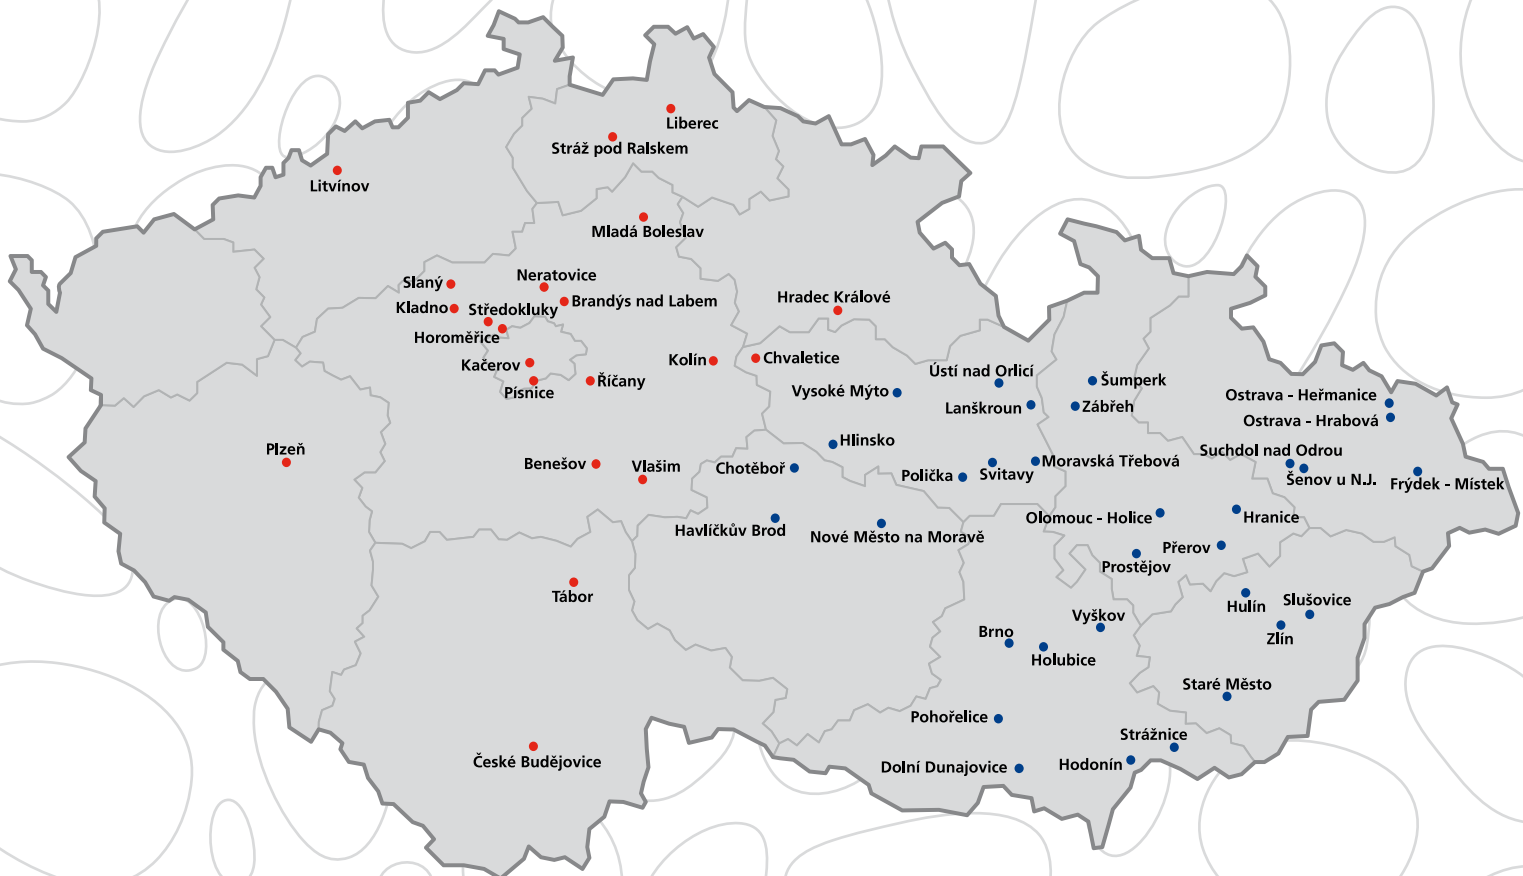 Liberec
Stráž pod Ralskem
Litvínov
Mladá Boleslav
Slaný
Neratovice
Kladno
Středokluky
Brandýs nad Labem
Hradec Králové
Horoměřice
Kačerov
Kolín
Chvaletice
Písnice
Říčany
Ústí nad Orlicí
Šumperk
Vysoké Mýto
Lanškroun
Zábřeh
Ostrava - Heřmanice
Ostrava - Hrabová
Plzeň
Benešov
Vlašim
Chotěboř
Hlinsko
Polička
Svitavy
Moravská Třebová
Suchdol nad Odrou
Šenov u N.J.
Frýdek - Místek
Havlíčkův Brod
Nové Město na Moravě
Olomouc - Holice
Hranice
Přerov
Prostějov
Tábor
Hulín
Slušovice
Vyškov
Brno
Zlín
Holubice
Staré Město
Pohořelice
Strážnice
České Budějovice
Dolní Dunajovice
Hodonín